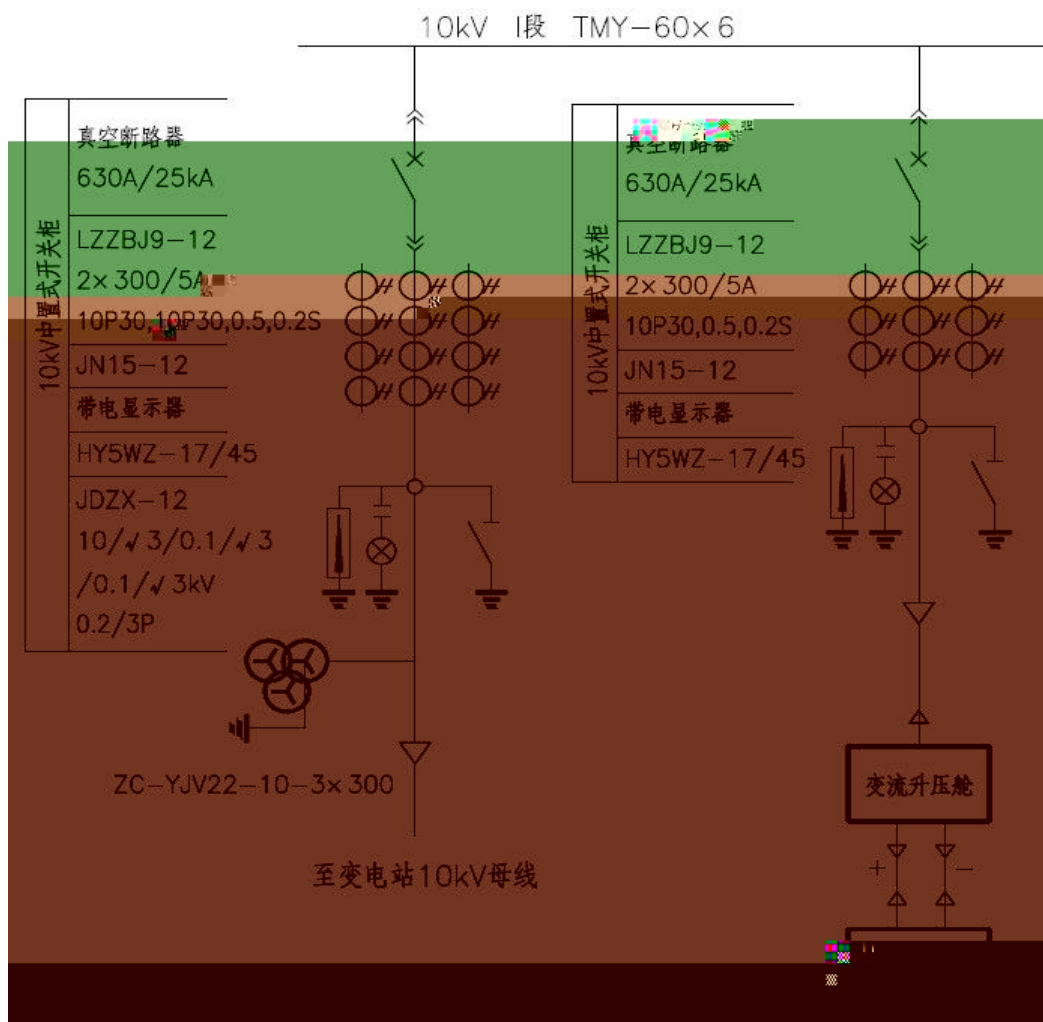 10kV I段 TMY-60×6
10kV中置式开关柜
真空断路器
630A/25kA
LZZBJ9-12
2×300/5A
10P30,10P30,0.5,0.2S
JN15-12
带电显示器
HY5WZ-17/45
JDZX-12
10/√3/0.1/√3
/0.1/√3kV
0.2/3P
ZC-YJV22-10-3×300
至变电站10kV母线
10kV中置式开关柜
真空断路器
630A/25kA
LZZBJ9-12
2×300/5A
10P30,0.5,0.2S
JN15-12
带电显示器
HY5WZ-17/45
变流升压舱
+ −